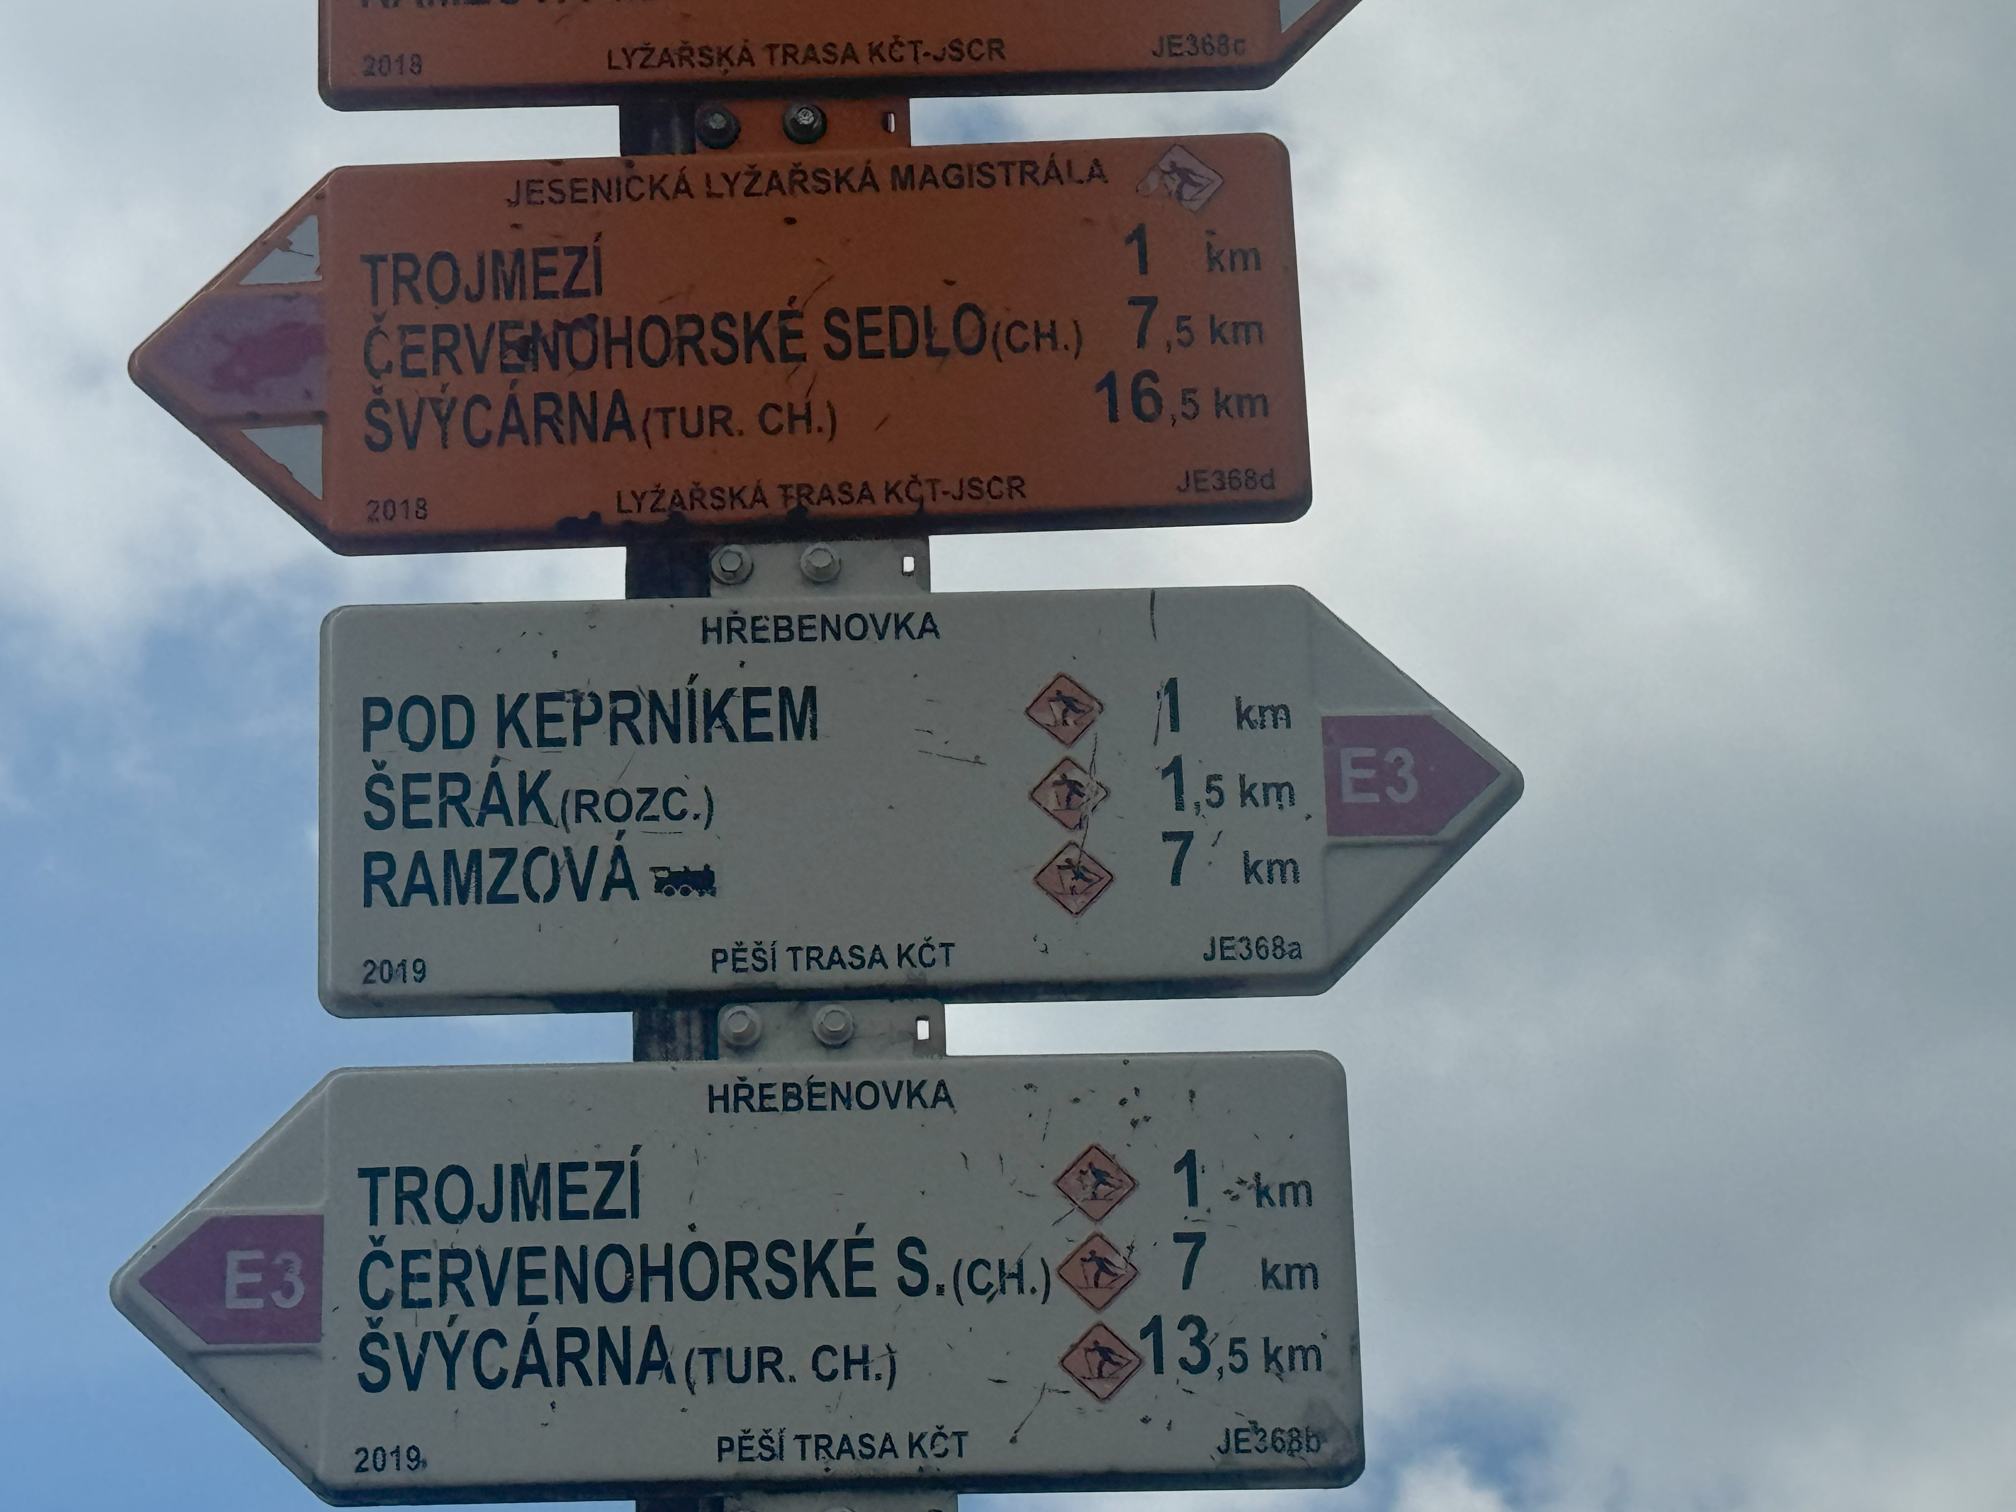 2018 LYŽAŘSKÁ TRASA KČT-JSCR JE368c
JESENICKÁ LYŽAŘSKÁ MAGISTRÁLA
TROJMEZÍ 1 km
ČERVENOHORSKÉ SEDLO(CH.) 7,5 km
ŠVÝCÁRNA(TUR. CH.) 16,5 km
2018 LYŽAŘSKÁ TRASA KČT-JSCR JE368d
HŘEBENOVKA
POD KEPRNÍKEM 1 km
ŠERÁK(ROZC.) 1,5 km
E3
RAMZOVÁ 7 km
2019 PĚŠÍ TRASA KČT JE368a
HŘEBENOVKA
TROJMEZÍ 1 km
E3
ČERVENOHORSKÉ S.(CH.) 7 km
ŠVÝCÁRNA(TUR. CH.) 13,5 km
2019 PĚŠÍ TRASA KČT JE368b